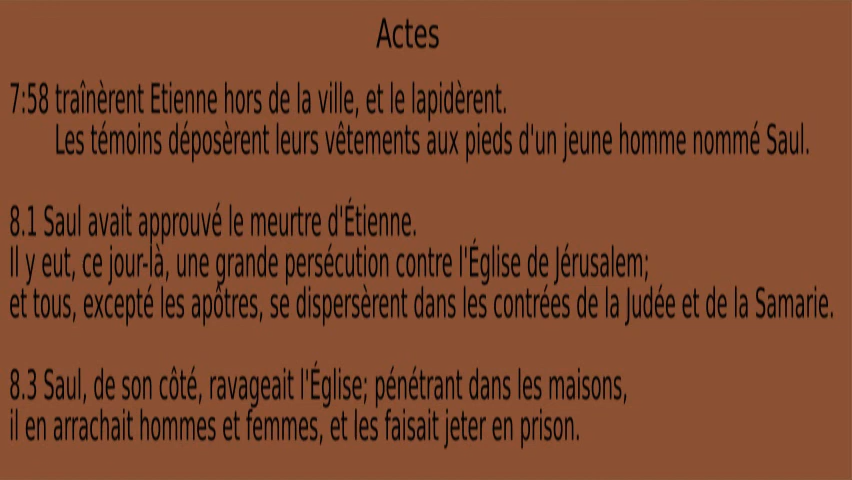 Actes
7:58 traînèrent Etienne hors de la ville, et le lapidèrent.
Les témoins déposèrent leurs vêtements aux pieds d'un jeune homme nommé Saul.
8.1 Saul avait approuvé le meurtre d'Étienne.
Il y eut, ce jour-là, une grande persécution contre l'Église de Jérusalem;
et tous, excepté les apôtres, se dispersèrent dans les contrées de la Judée et de la Samarie.
8.3 Saul, de son côté, ravageait l'Église; pénétrant dans les maisons,
il en arrachait hommes et femmes, et les faisait jeter en prison.